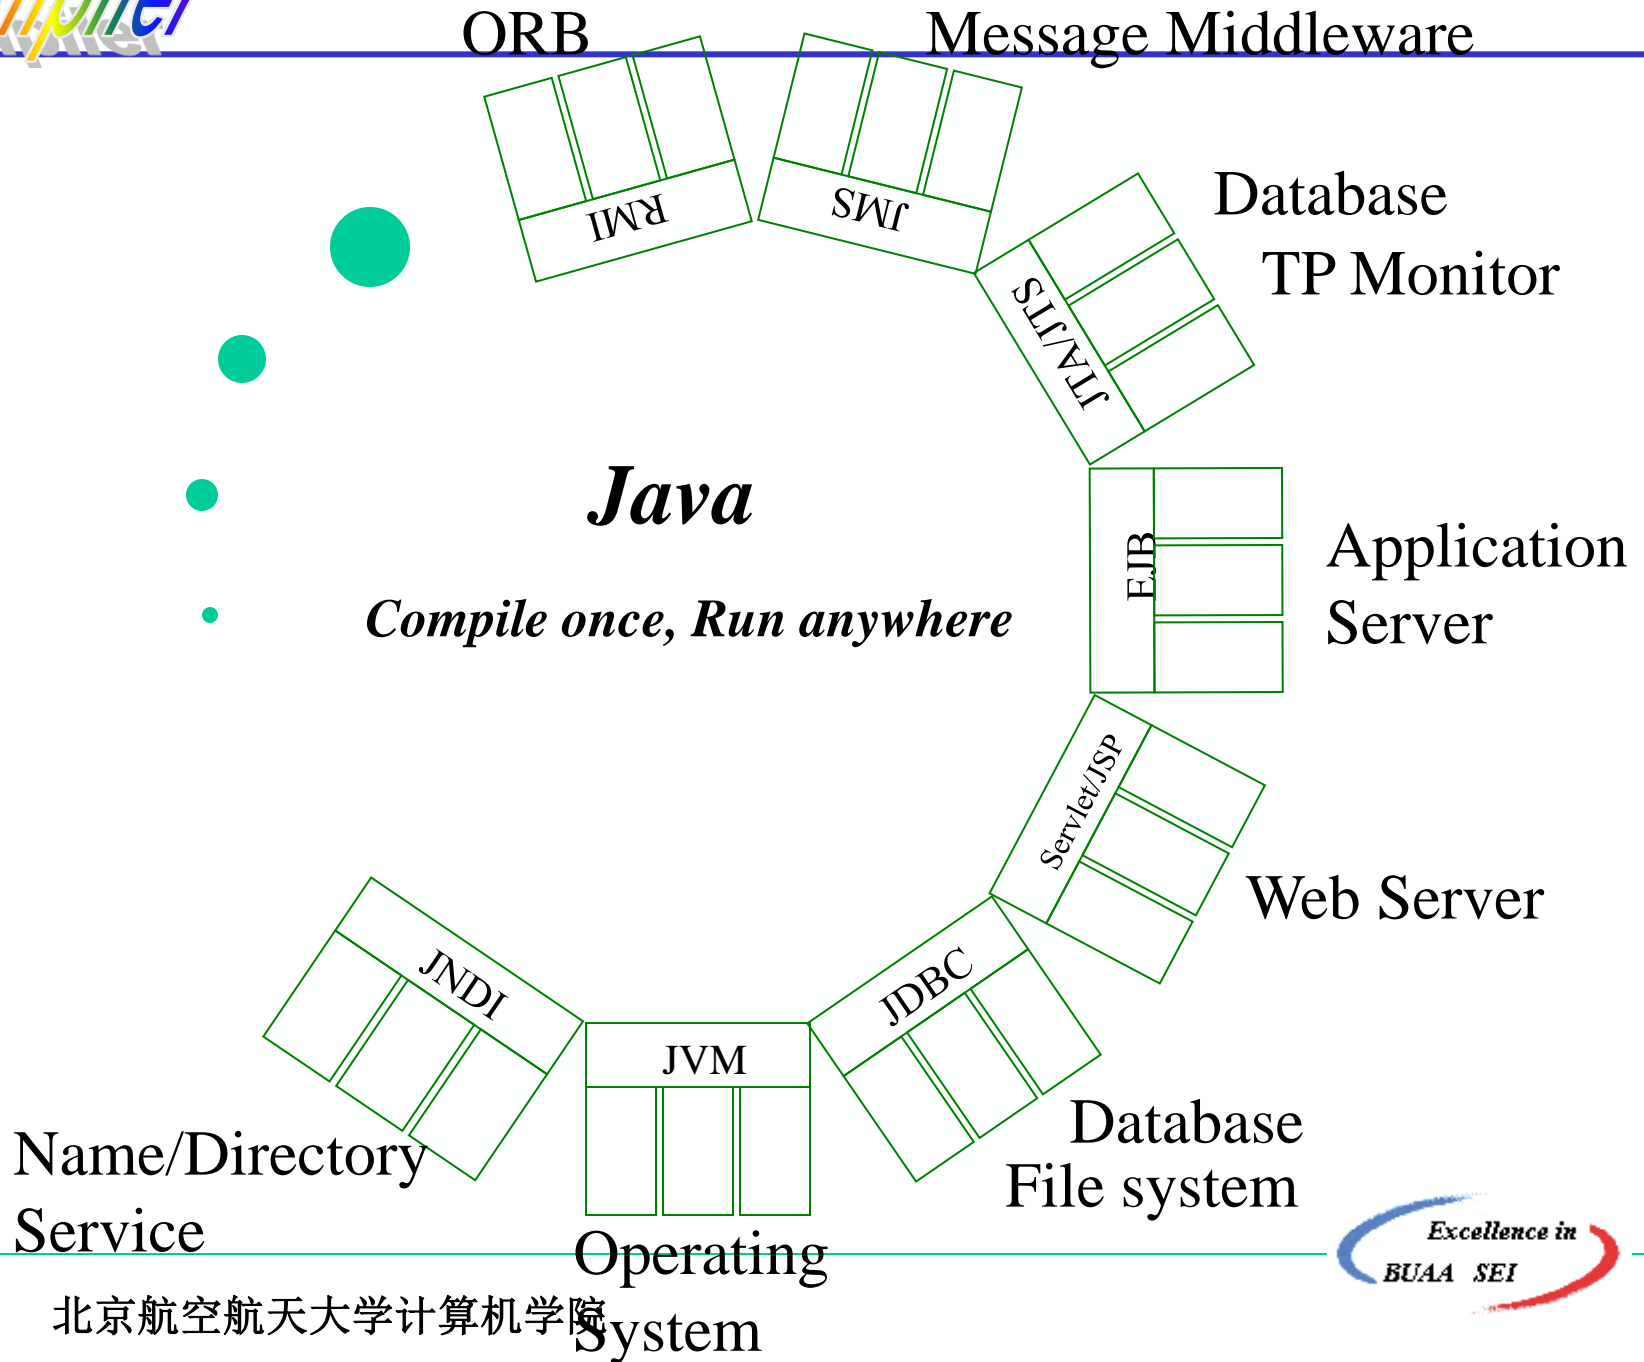 ORB
Message Middleware
RMI
JMS
Database
TP Monitor
JTA/JTS
Java
EJB
Application
Server
Compile once, Run anywhere
Servlet/JSP
Web Server
JNDI
JDBC
JVM
Database
File system
Name/Directory
Service
Operating
System
Excellence in
BUAA SEI
北京航空航天大学计算机学院